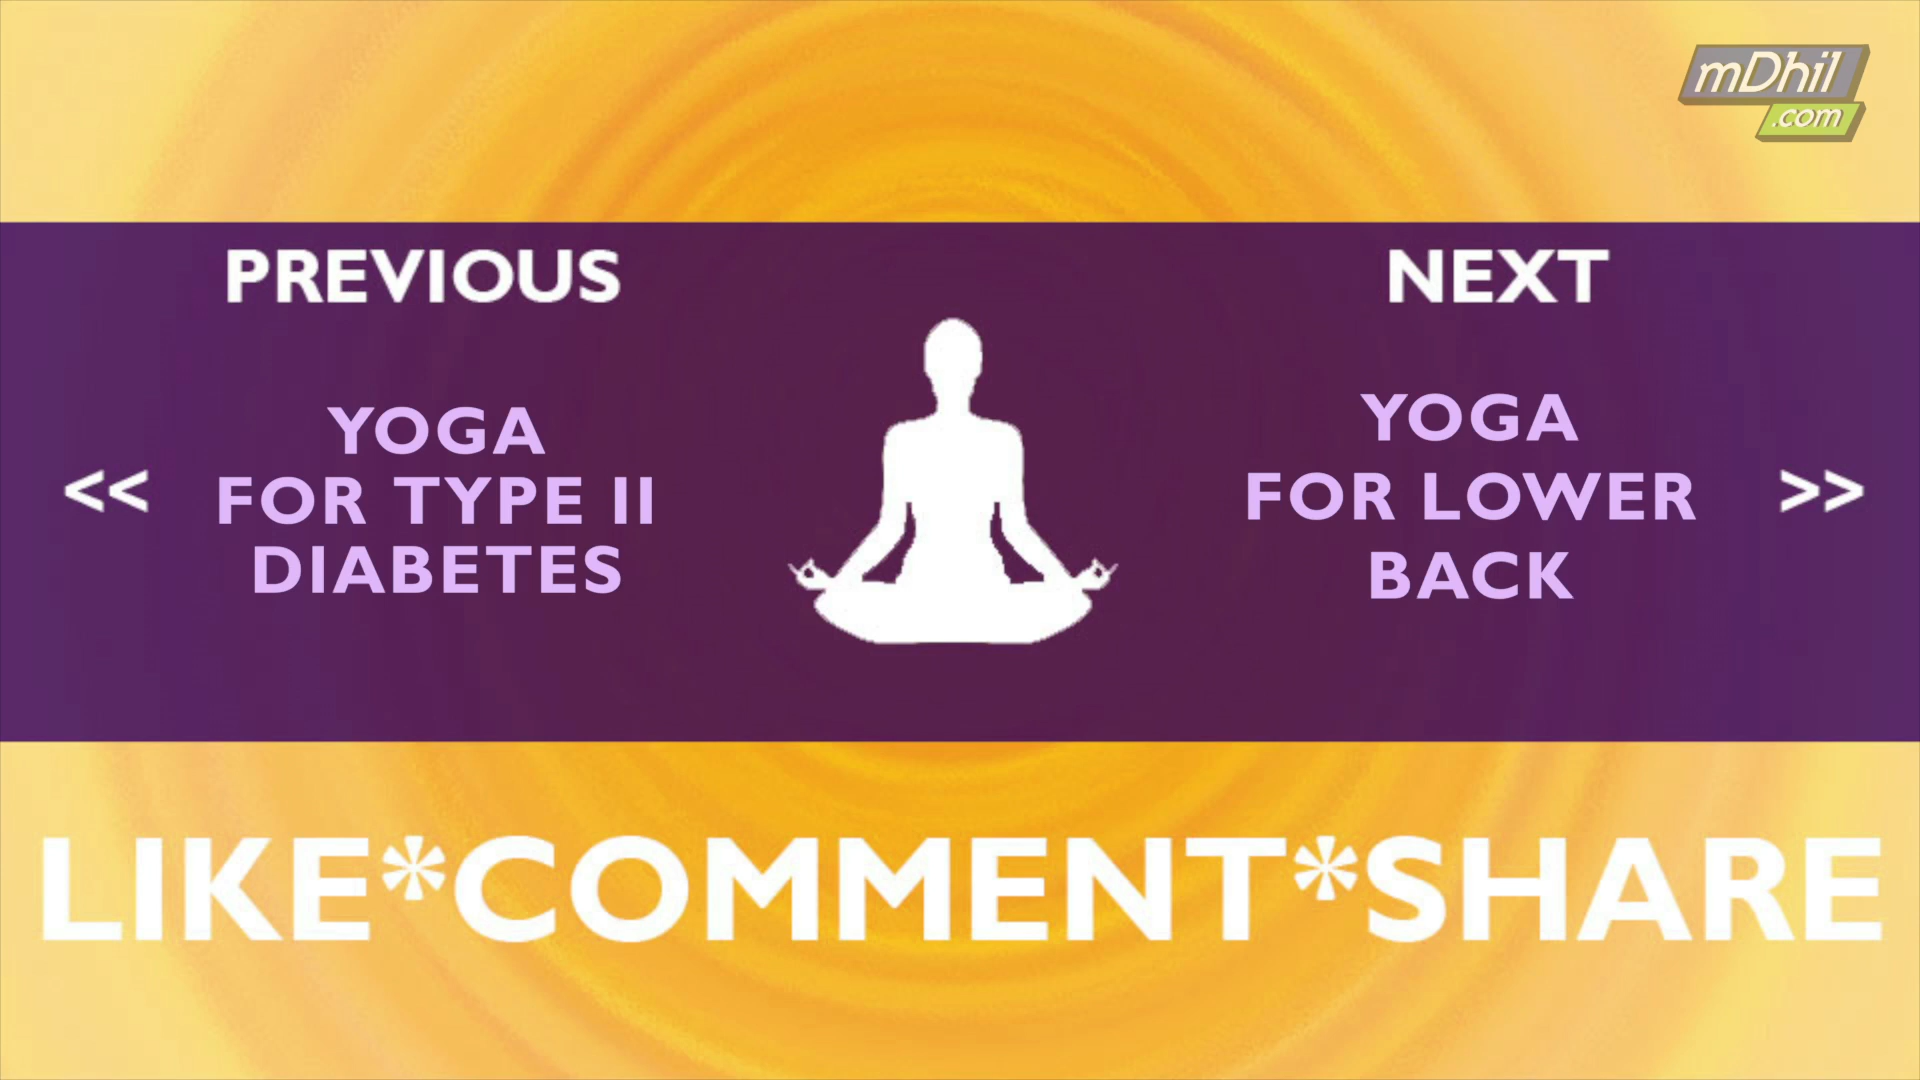 mDhil
.com
PREVIOUS
NEXT
<<
YOGA
FOR TYPE II
DIABETES
YOGA
FOR LOWER
BACK
>>
LIKE*COMMENT*SHARE